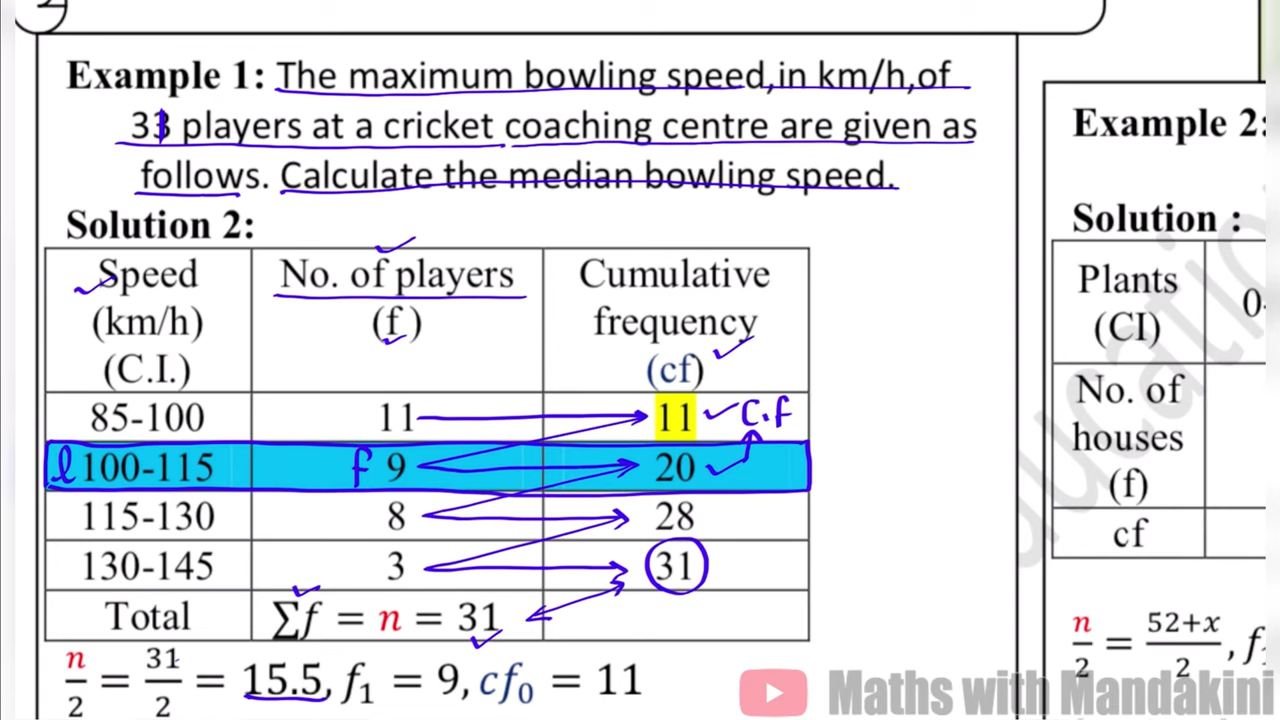 Example 1: The maximum bowling speed,in km/h,of
31 players at a cricket coaching centre are given as
follows. Calculate the median bowling speed.
Solution 2:
Speed (km/h) (C.I.) No. of players (f) Cumulative frequency (cf)
85-100 11 11 c.f
l 100-115 f 9 20
115-130 8 28
130-145 3 31
Total ∑f = n = 31
n/2 = 31/2 = 15.5, f₁ = 9, cf₀ = 11
Example 2:
Solution :
Plants (CI) 0-
No. of houses (f)
cf
n/2 = 52+x/2 , f
Maths with Mandakini